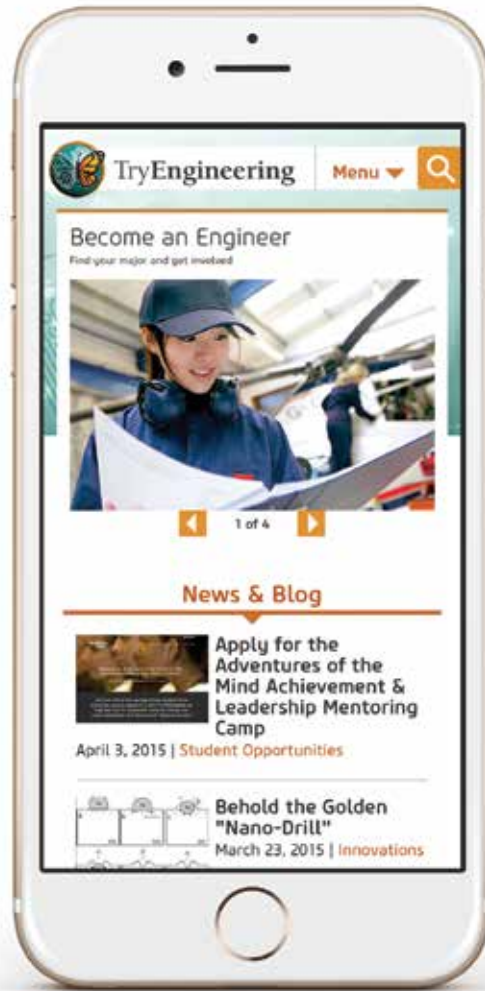 TryEngineering
Menu
Become an Engineer
Find your major and get involved
1 of 4
News & Blog
Apply for the
Adventures of the
Mind Achievement &
Leadership Mentoring
Camp
April 3, 2015 | Student Opportunities
Behold the Golden
"Nano-Drill"
March 23, 2015 | Innovations